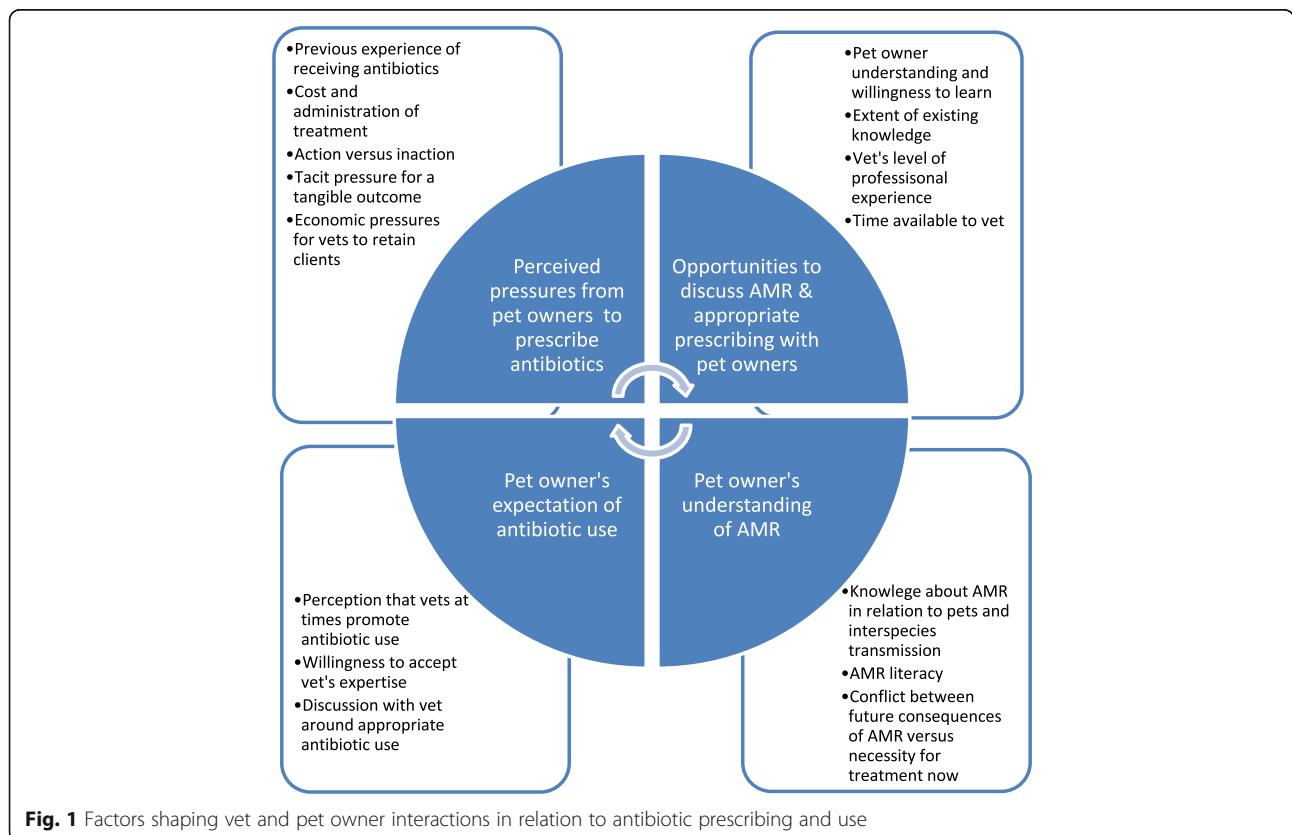 •Previous experience of
receiving antibiotics
•Cost and
administration of
treatment
•Action versus inaction
•Tacit pressure for a
tangible outcome
•Economic pressures
for vets to retain
clients
•Pet owner
understanding and
willingness to learn
•Extent of existing
knowledge
•Vet's level of
professisonal
experience
•Time available to vet
Perceived
pressures from
pet owners to
prescribe
antibiotics
Opportunities to
discuss AMR &
appropriate
prescribing with
pet owners
Pet owner's
expectation of
antibiotic use
Pet owner's
understanding
of AMR
•Perception that vets at
times promote
antibiotic use
•Willingness to accept
vet's expertise
•Discussion with vet
around appropriate
antibiotic use
•Knowlege about AMR
in relation to pets and
interspecies
transmission
•AMR literacy
•Conflict between
future consequences
of AMR versus
necessity for
treatment now
Fig. 1 Factors shaping vet and pet owner interactions in relation to antibiotic prescribing and use